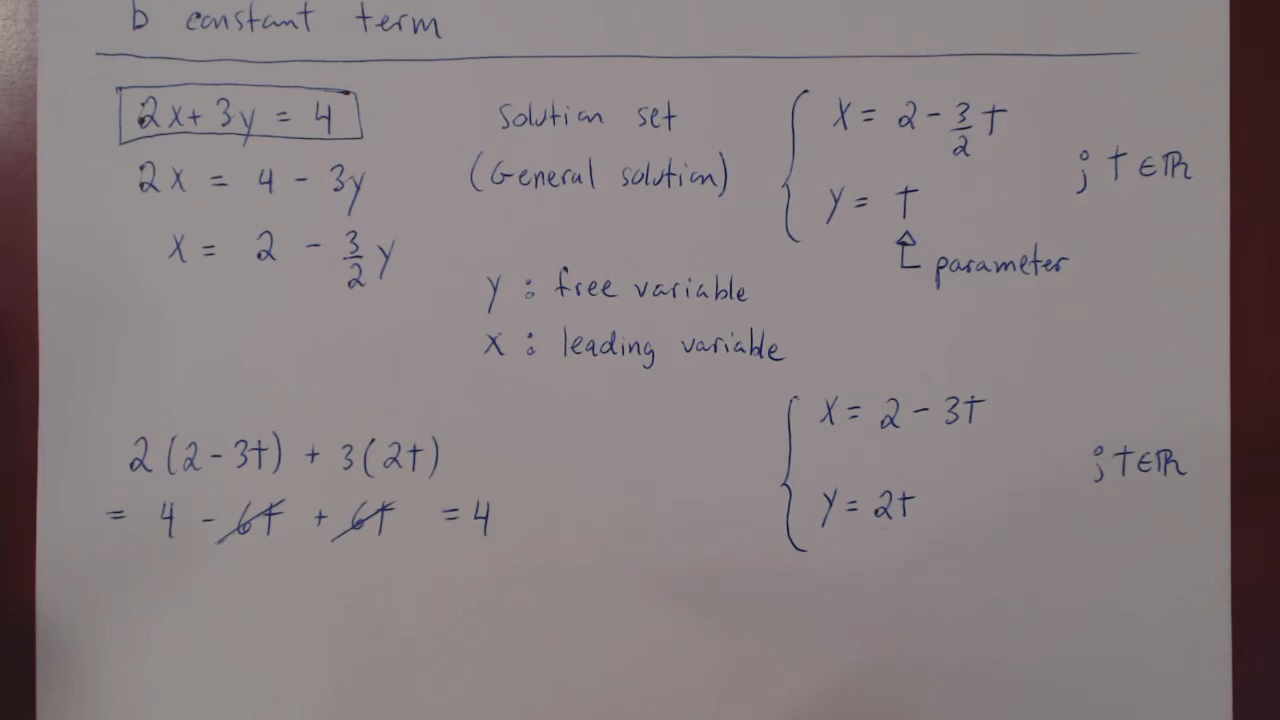 b constant term
2x + 3y = 4
2x = 4 - 3y
x = 2 - 3/2 y
Solution set
(General solution)
y : free variable
x : leading variable
{ x = 2 - 3/2 t
y = t
; t ∈ ℝ
parameter
2(2 - 3t) + 3(2t)
= 4 - 6t + 6t = 4
{ x = 2 - 3t
y = 2t
; t ∈ ℝ